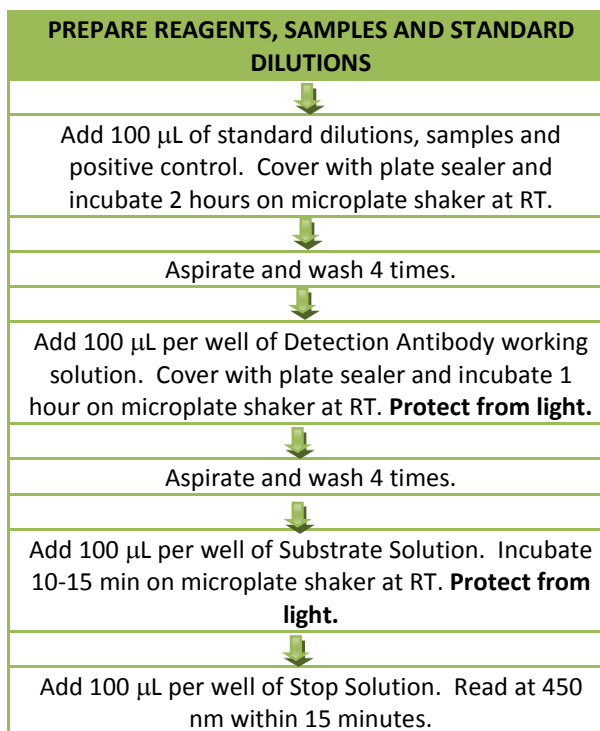 PREPARE REAGENTS, SAMPLES AND STANDARD
DILUTIONS
Add 100 μL of standard dilutions, samples and
positive control.  Cover with plate sealer and
incubate 2 hours on microplate shaker at RT.
Aspirate and wash 4 times.
Add 100 μL per well of Detection Antibody working
solution.  Cover with plate sealer and incubate 1
hour on microplate shaker at RT. Protect from light.
Aspirate and wash 4 times.
Add 100 μL per well of Substrate Solution.  Incubate
10-15 min on microplate shaker at RT. Protect from
light.
Add 100 μL per well of Stop Solution.  Read at 450
nm within 15 minutes.